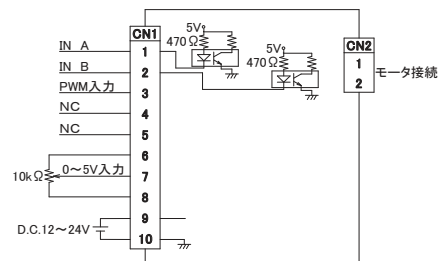 CN1
IN A
1
IN B
2
PWM入力
3
NC
4
NC
5
6
10kΩ
0～5V入力
7
8
D.C.12～24V
9
10
5V
470Ω
5V
470Ω
CN2
1
2
モータ接続